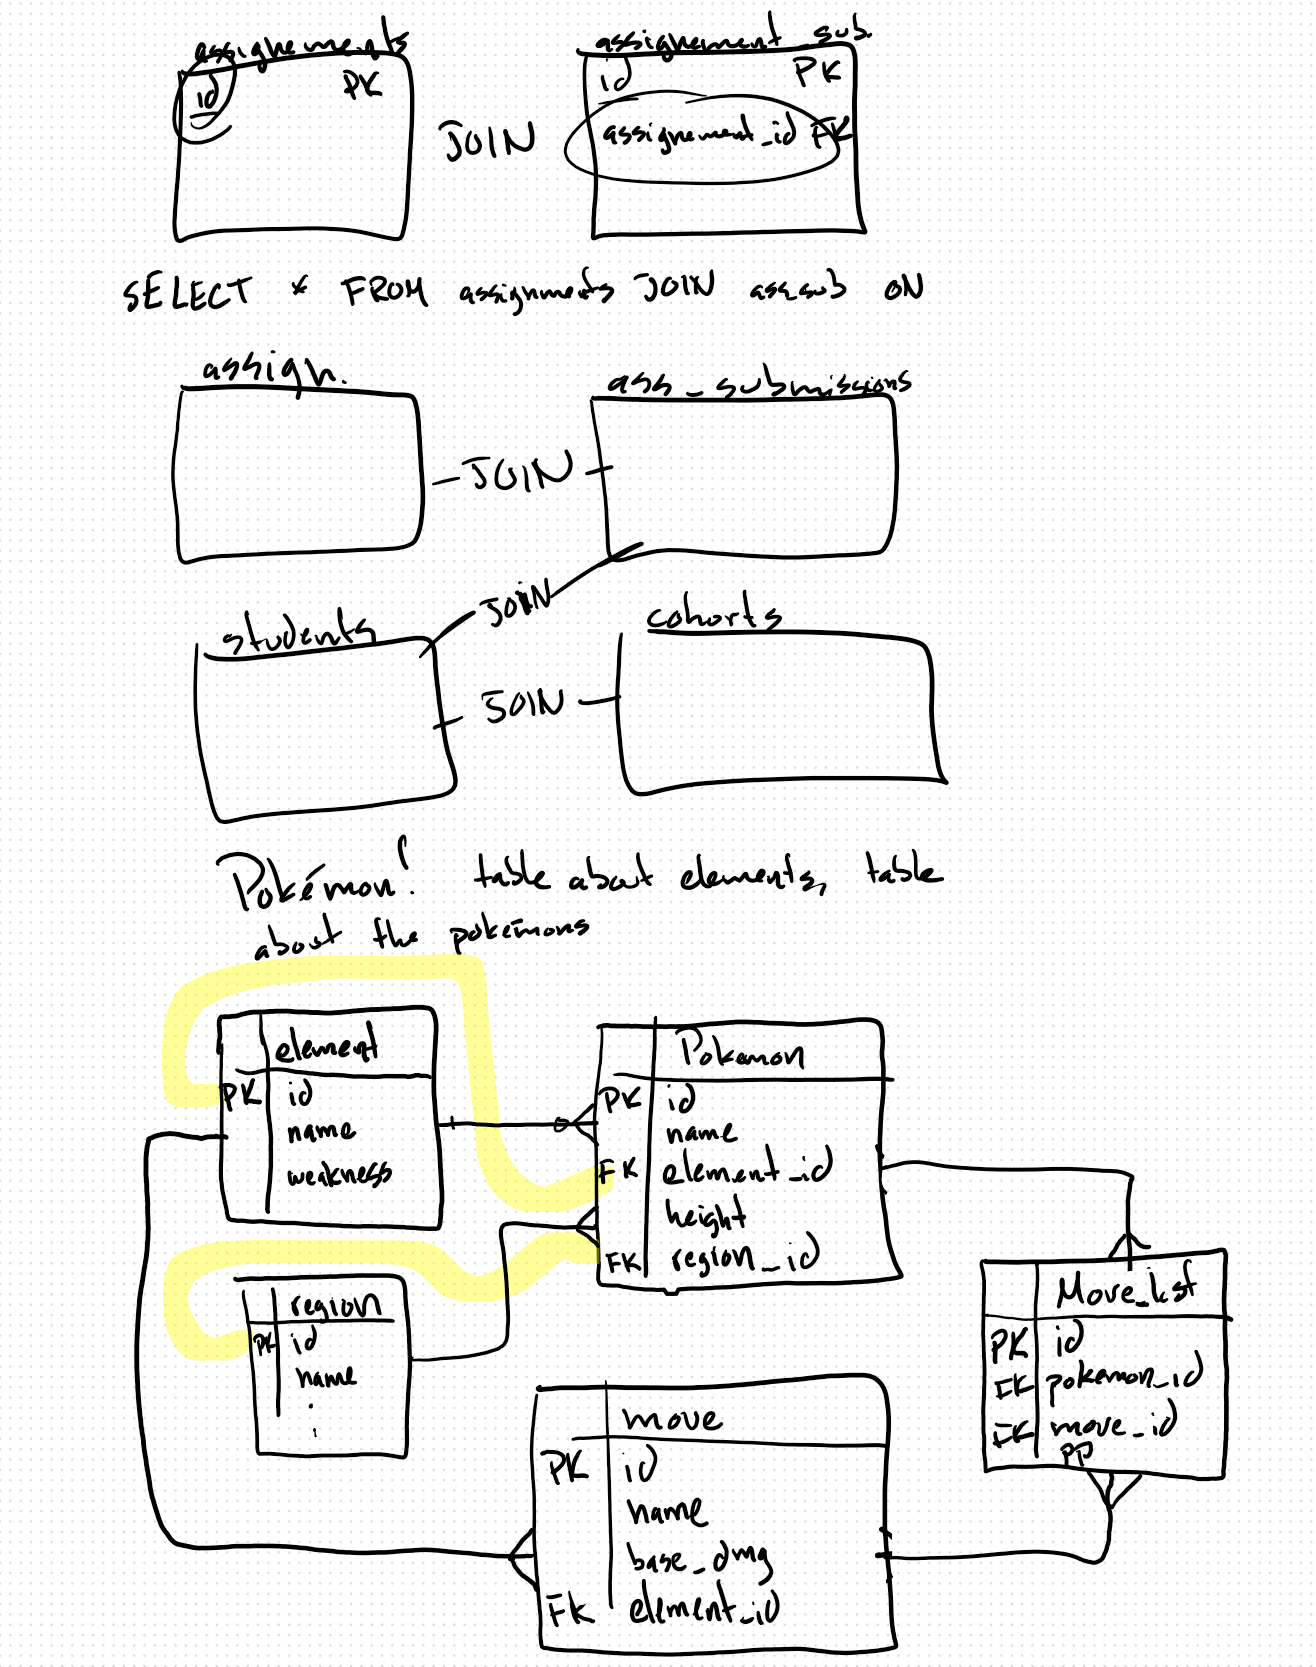 assignements
id PK
JOIN
assignement_sub
id PK
assignement_id FK
SELECT * FROM assignments JOIN ass_sub ON
assign.
JOIN
ass_submissions
JOIN
students
JOIN
cohorts
Pokémon! table about elements, table
about the pokémons
element
PK id
name
weakness
Pokemon
PK id
name
FK element_id
height
FK region_id
region
PK id
name
.
.
Move_list
PK id
FK pokemon_id
FK move_id
PP
move
PK id
name
base_dmg
FK element_id